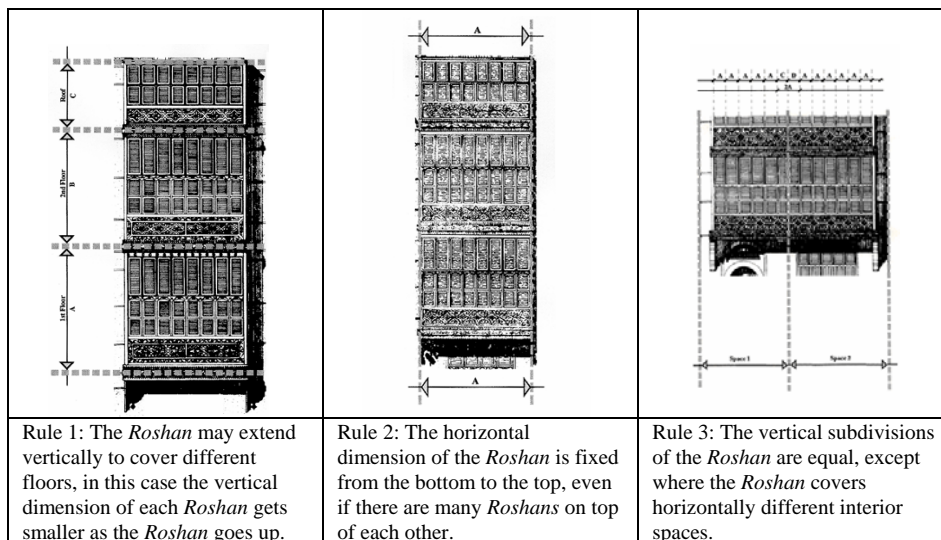 Roof
C
2nd Floor
B
1st Floor
A
A
A
A A A A A C D A A A A A A
2A
Space 1
Space 2
Rule 1: The Roshan may extend
vertically to cover different
floors, in this case the vertical
dimension of each Roshan gets
smaller as the Roshan goes up.
Rule 2: The horizontal
dimension of the Roshan is fixed
from the bottom to the top, even
if there are many Roshans on top
of each other.
Rule 3: The vertical subdivisions
of the Roshan are equal, except
where the Roshan covers
horizontally different interior
spaces.